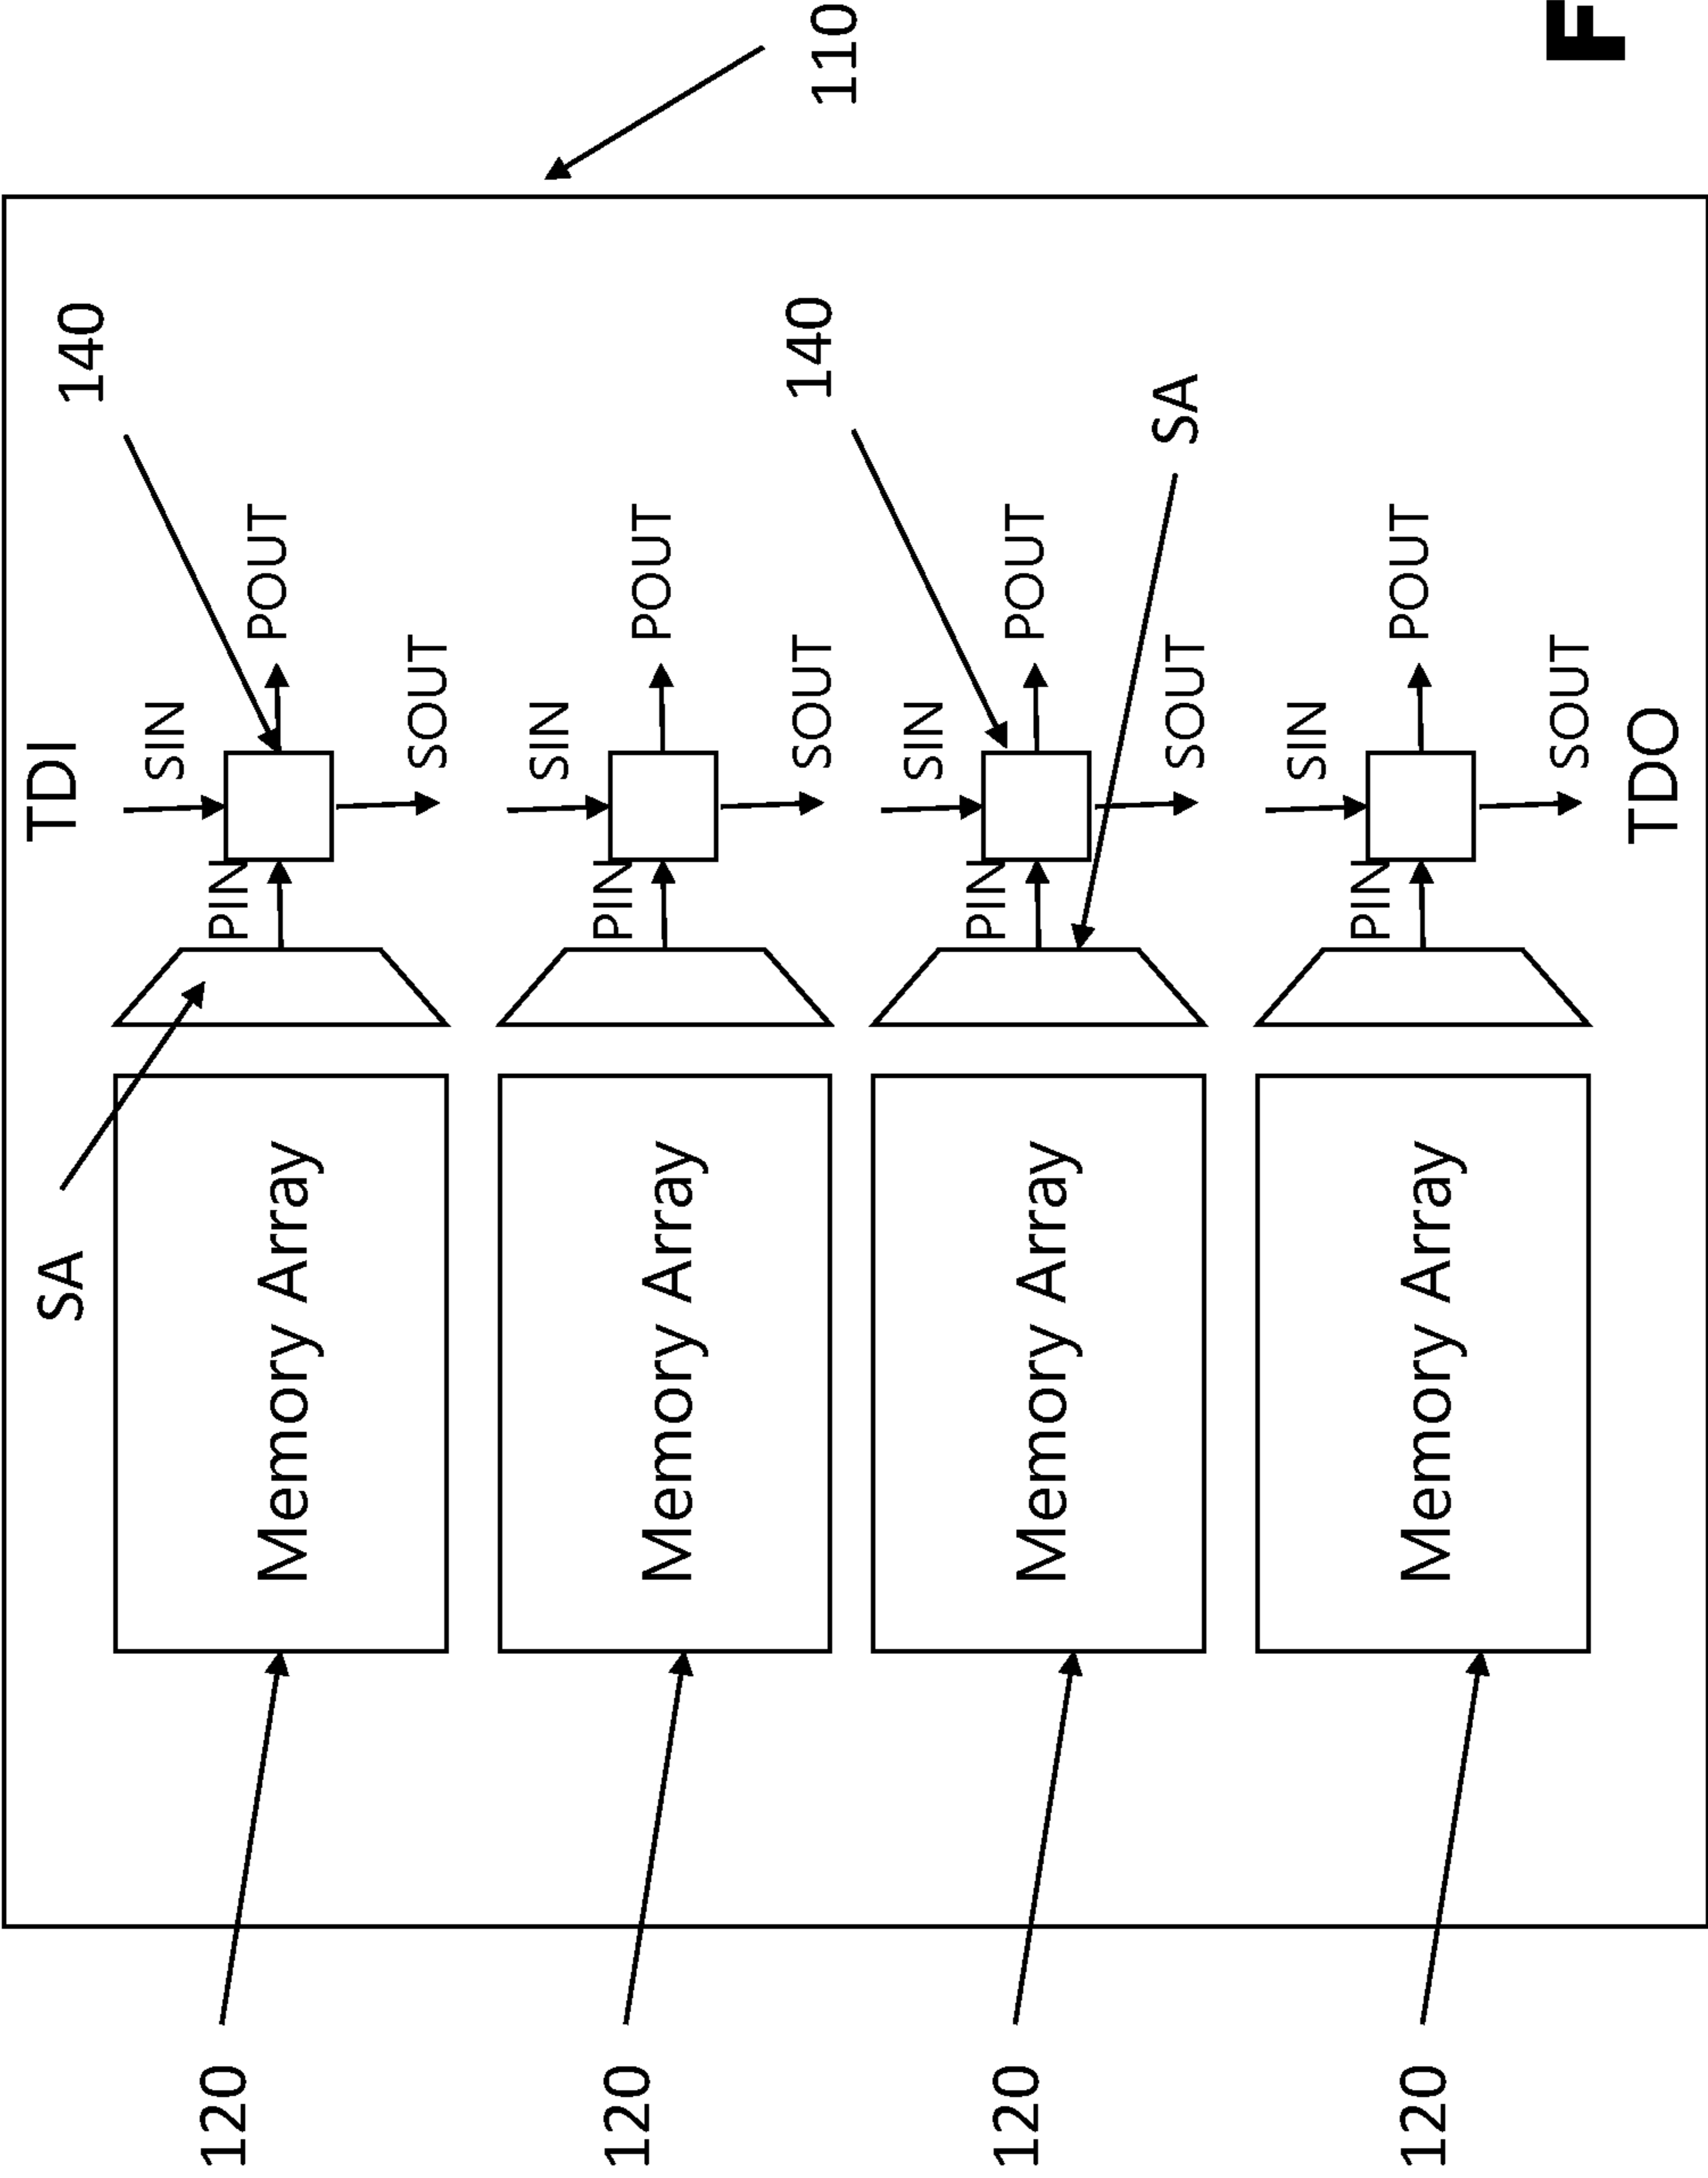 SA
TDI
140
SIN
PIN
120
Memory Array
POUT
SOUT
SIN
PIN
120
Memory Array
POUT
SOUT
140
110
SIN
PIN
120
Memory Array
POUT
SOUT
SA
SIN
PIN
120
Memory Array
POUT
SOUT
TDO
F